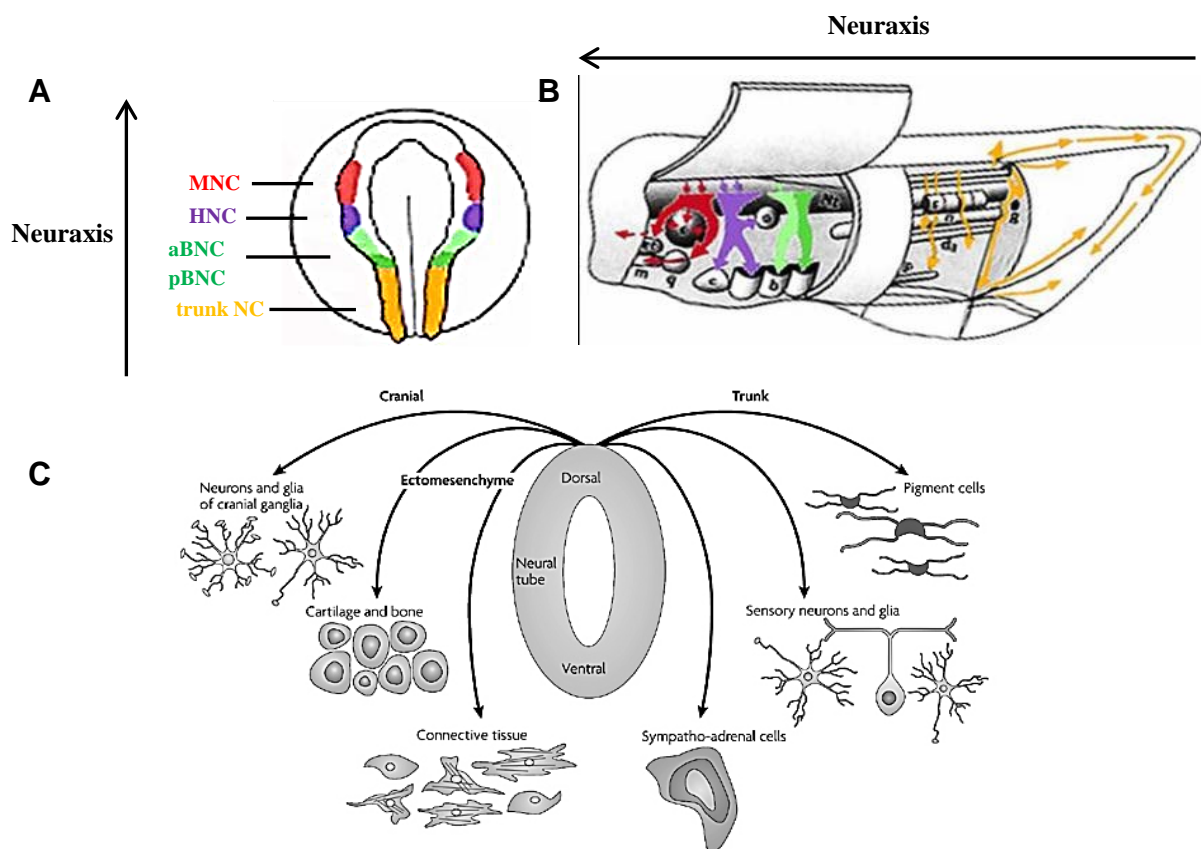 Neuraxis
A
B
MNC
HNC
Neuraxis
aBNC
pBNC
trunk NC
m
q
c
b
Cranial
Trunk
C
Ectomesenchyme
Dorsal
Neurons and glia
of cranial ganglia
Pigment cells
Neural
tube
Cartilage and bone
Sensory neurons and glia
Ventral
Connective tissue
Sympatho-adrenal cells